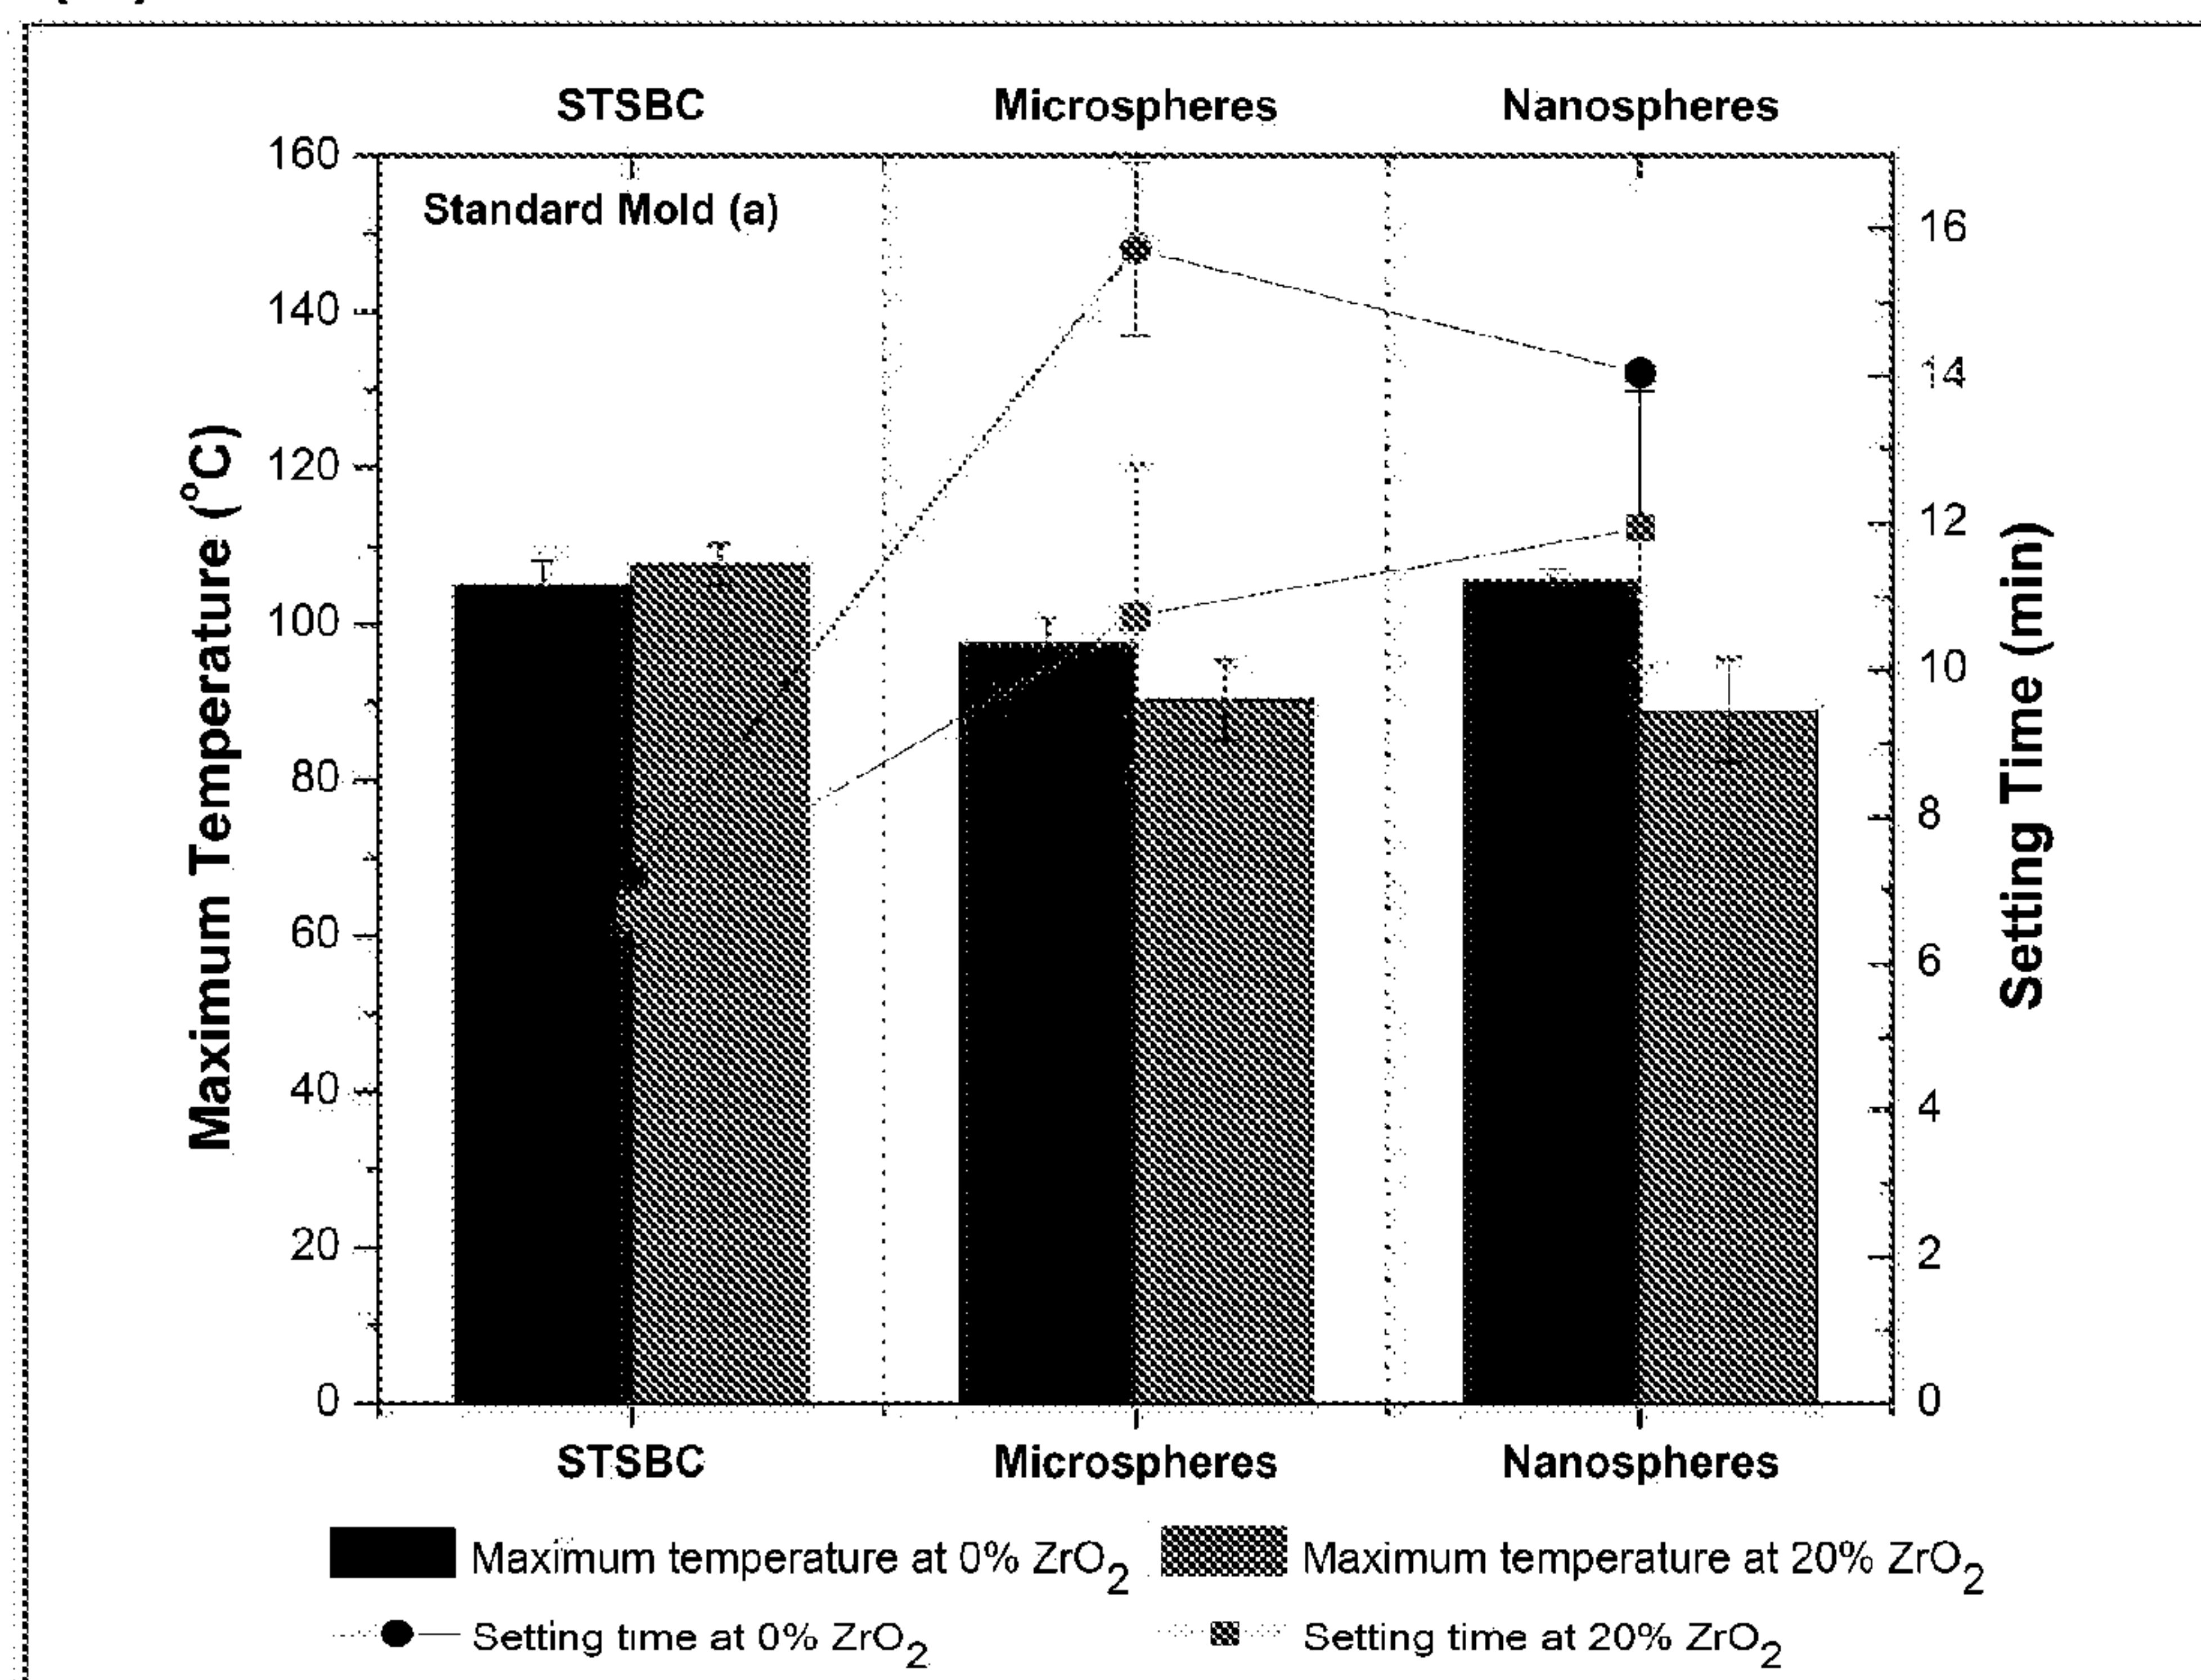 STSBC Microspheres Nanospheres
Standard Mold (a)
Maximum Temperature (°C)
160
140
120
100
80
60
40
20
0
Setting Time (min)
16
14
12
10
8
6
4
2
0
STSBC Microspheres Nanospheres
Maximum temperature at 0% ZrO2 Maximum temperature at 20% ZrO2
Setting time at 0% ZrO2 Setting time at 20% ZrO2